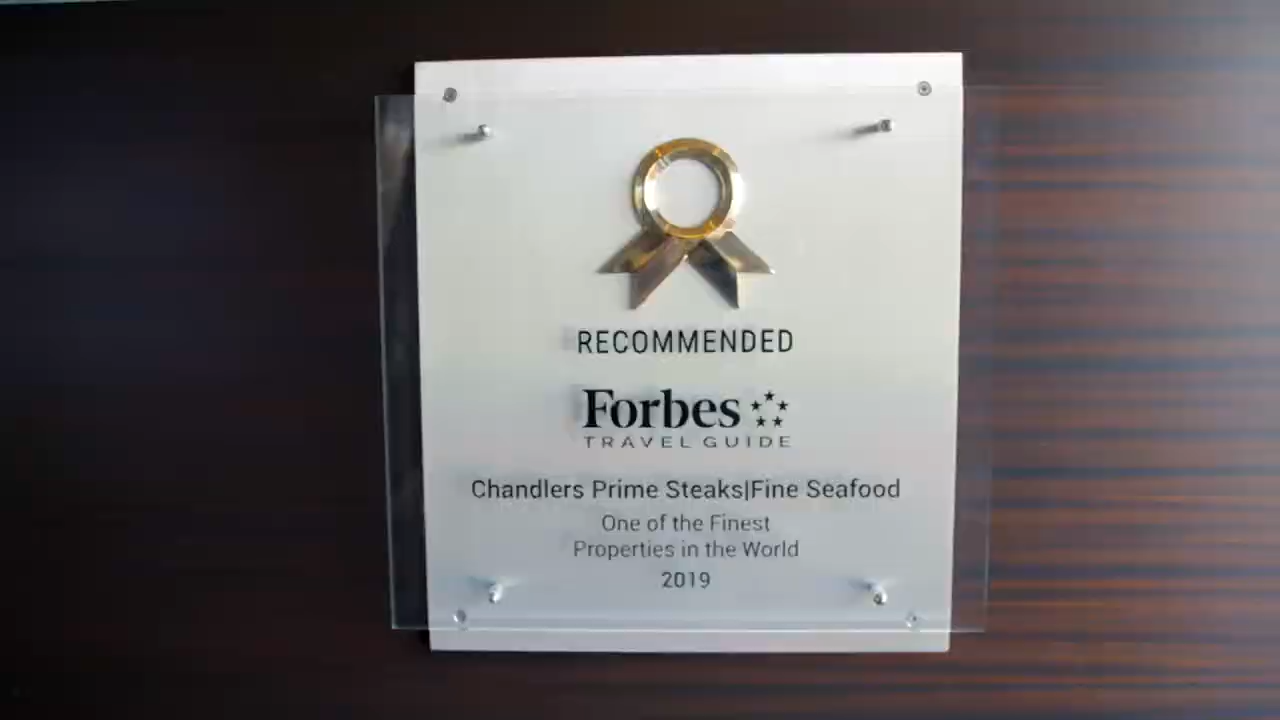 RECOMMENDED
Forbes
TRAVEL GUIDE
Chandlers Prime Steaks|Fine Seafood
One of the Finest
Properties in the World
2019